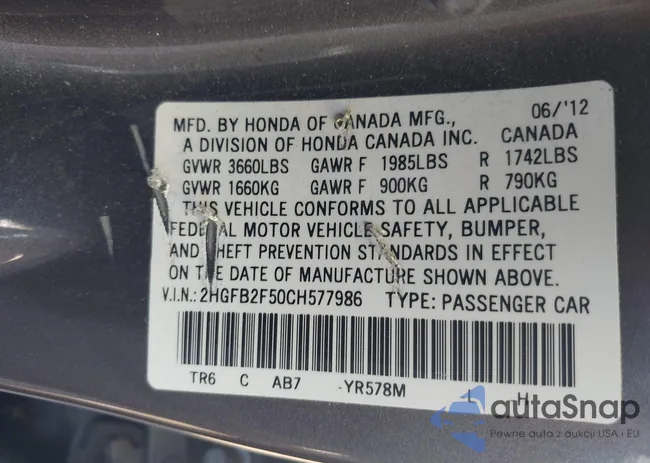 MFD. BY HONDA OF CANADA MFG., 06/'12
A DIVISION OF HONDA CANADA INC. CANADA
GVWR 3660LBS GAWR F 1985LBS R 1742LBS
GVWR 1660KG GAWR F 900KG R 790KG
THIS VEHICLE CONFORMS TO ALL APPLICABLE
FEDERAL MOTOR VEHICLE SAFETY, BUMPER,
AND THEFT PREVENTION STANDARDS IN EFFECT
ON THE DATE OF MANUFACTURE SHOWN ABOVE.
V.I.N.: 2HGFB2F50CH577986 TYPE: PASSENGER CAR
TR6 C AB7 -YR578M L H
autaSnap
Pewne auta z aukcji USA i EU